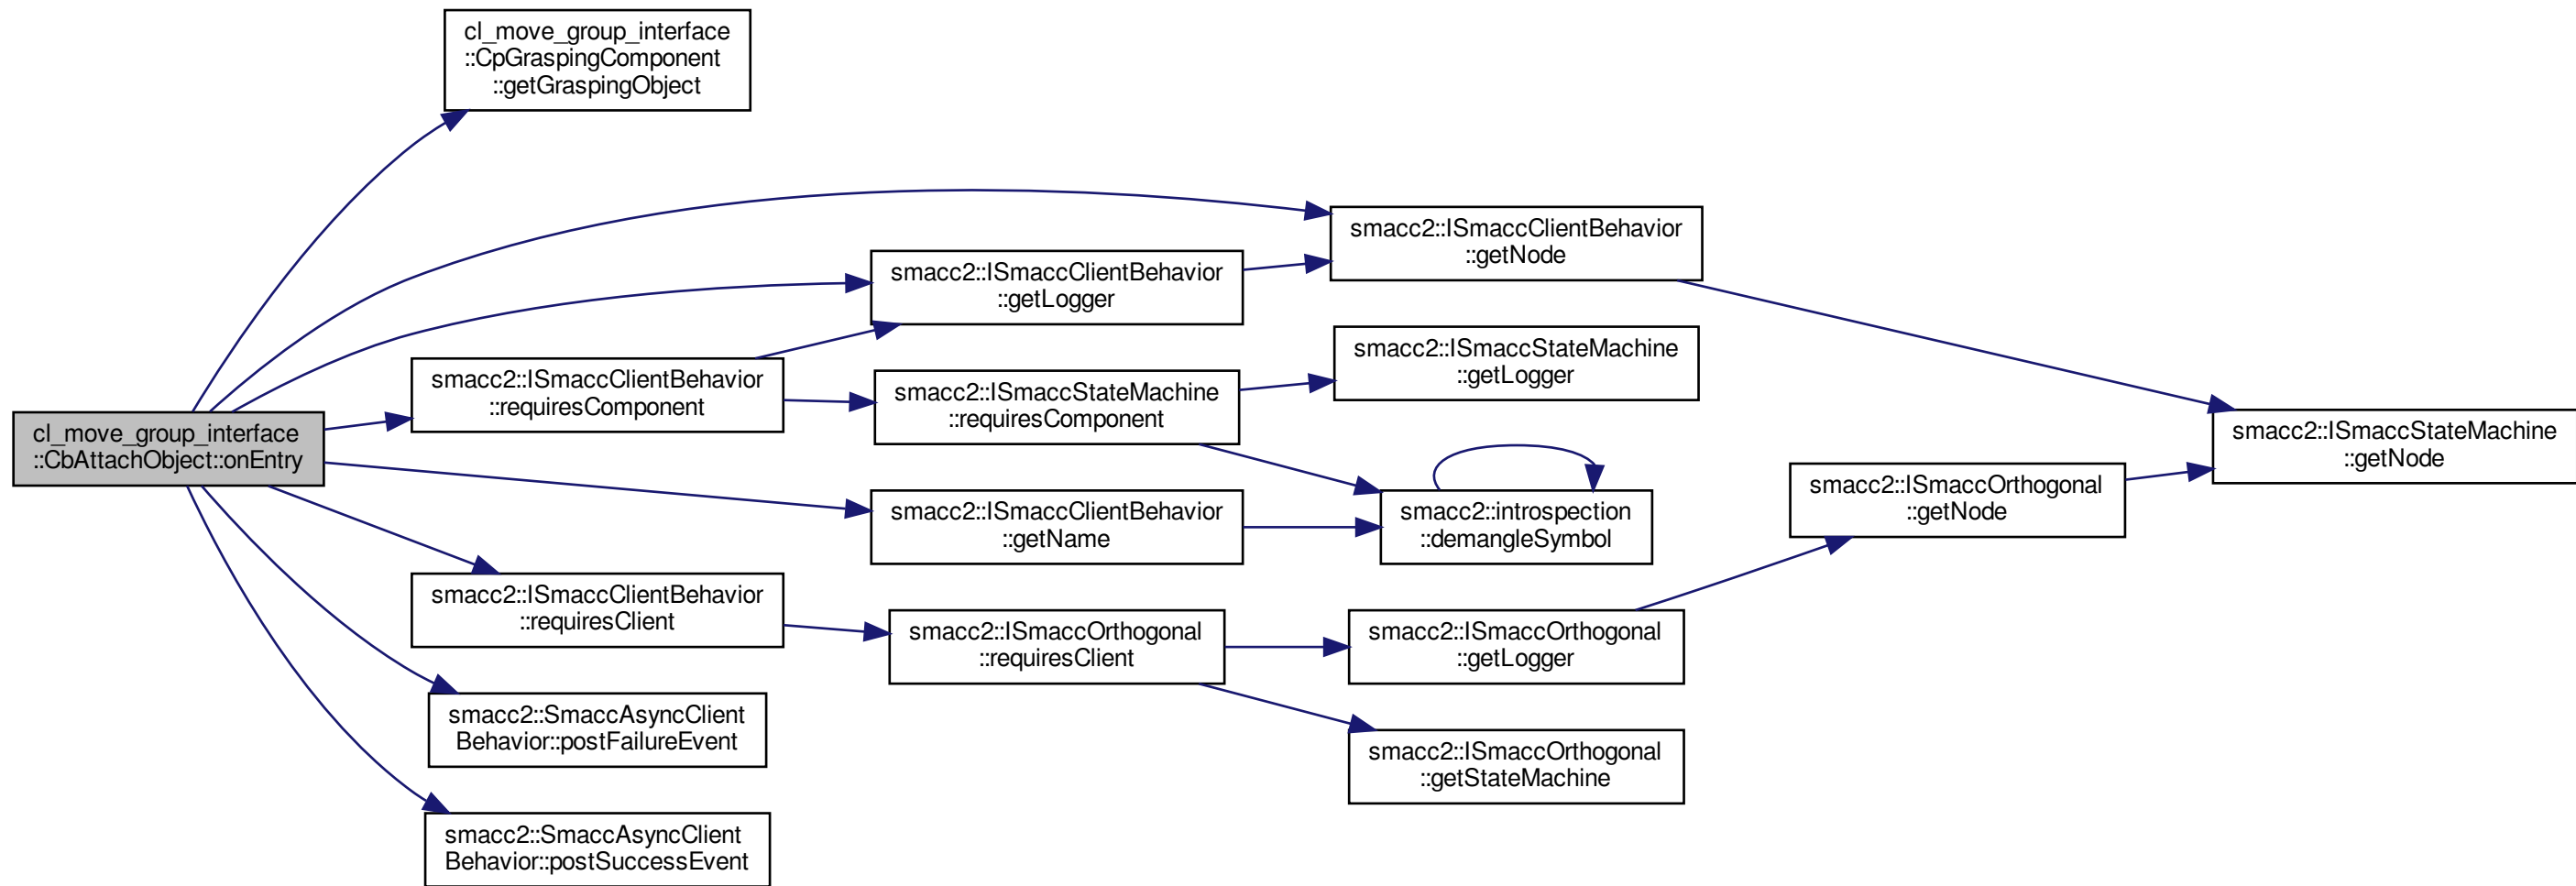 cl_move_group_interface
::CpGraspingComponent
::getGraspingObject
smacc2::ISmaccClientBehavior
::getNode
smacc2::ISmaccClientBehavior
::getLogger
smacc2::ISmaccStateMachine
::getLogger
smacc2::ISmaccClientBehavior
::requiresComponent
smacc2::ISmaccStateMachine
::requiresComponent
cl_move_group_interface
::CbAttachObject::onEntry
smacc2::ISmaccStateMachine
::getNode
smacc2::ISmaccOrthogonal
::getNode
smacc2::ISmaccClientBehavior
::getName
smacc2::introspection
::demangleSymbol
smacc2::ISmaccClientBehavior
::requiresClient
smacc2::ISmaccOrthogonal
::requiresClient
smacc2::ISmaccOrthogonal
::getLogger
smacc2::SmaccAsyncClient
Behavior::postFailureEvent
smacc2::ISmaccOrthogonal
::getStateMachine
smacc2::SmaccAsyncClient
Behavior::postSuccessEvent